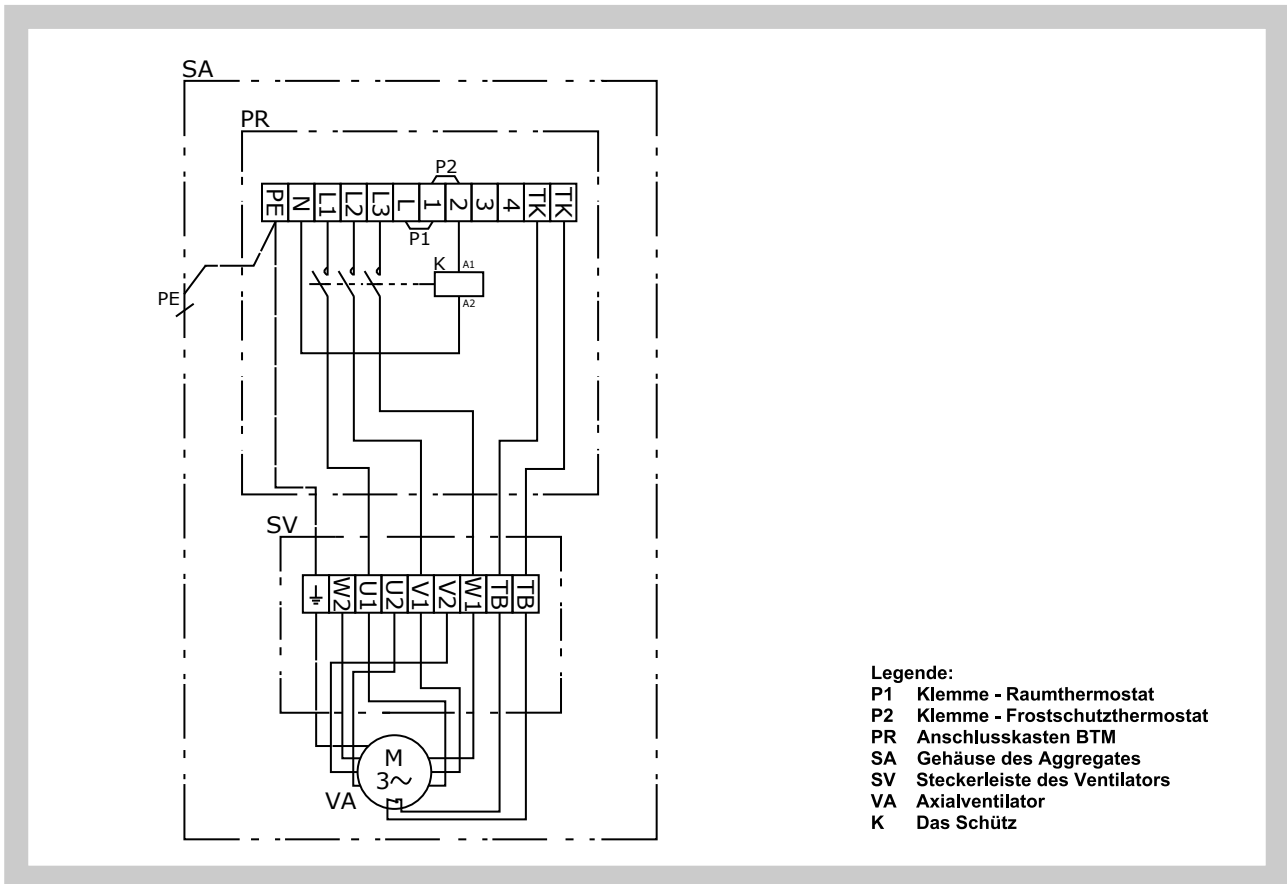 SA
PR
P2
PE N L1 L2 L3 L 1 2 3 4 TK TK
P1
K A1
A2
PE
SV
W2 U1 U2 V1 V2 W1 TB TB
M
3~
VA
Legende:
P1 Klemme - Raumthermostat
P2 Klemme - Frostschutzthermostat
PR Anschlusskasten BTM
SA Gehäuse des Aggregates
SV Steckerleiste des Ventilators
VA Axialventilator
K Das Schütz